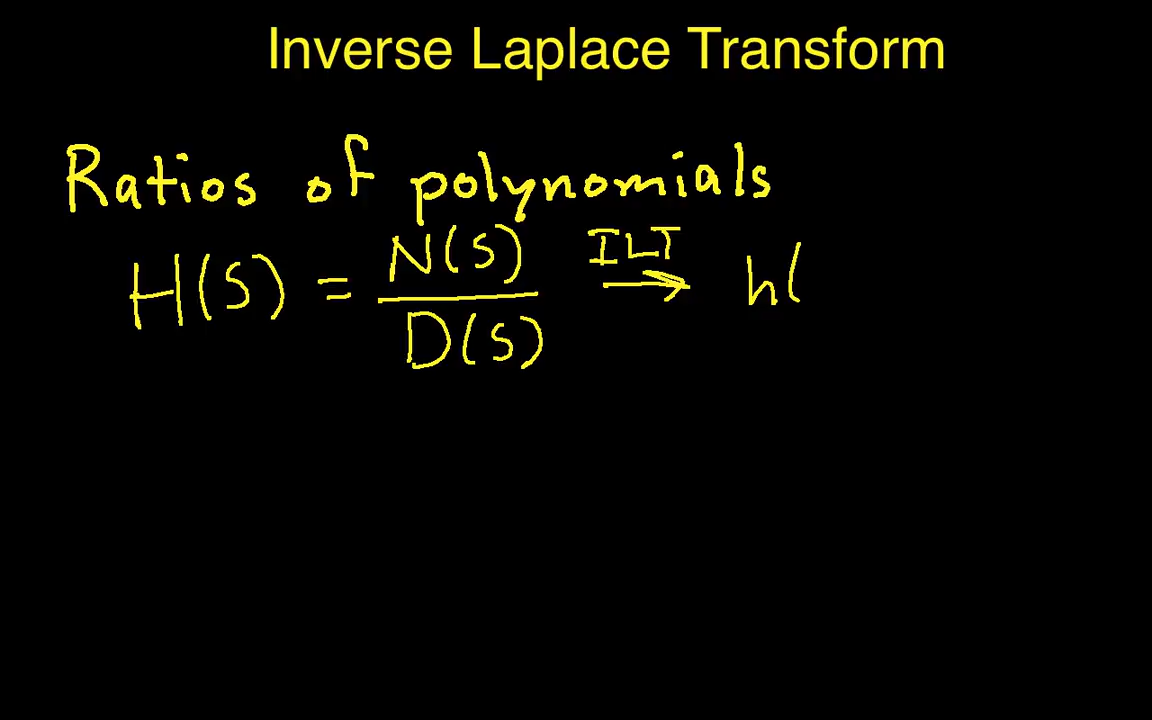 Inverse Laplace Transform
Ratios of polynomials
H(s) = N(s)/D(s) ILT → h(